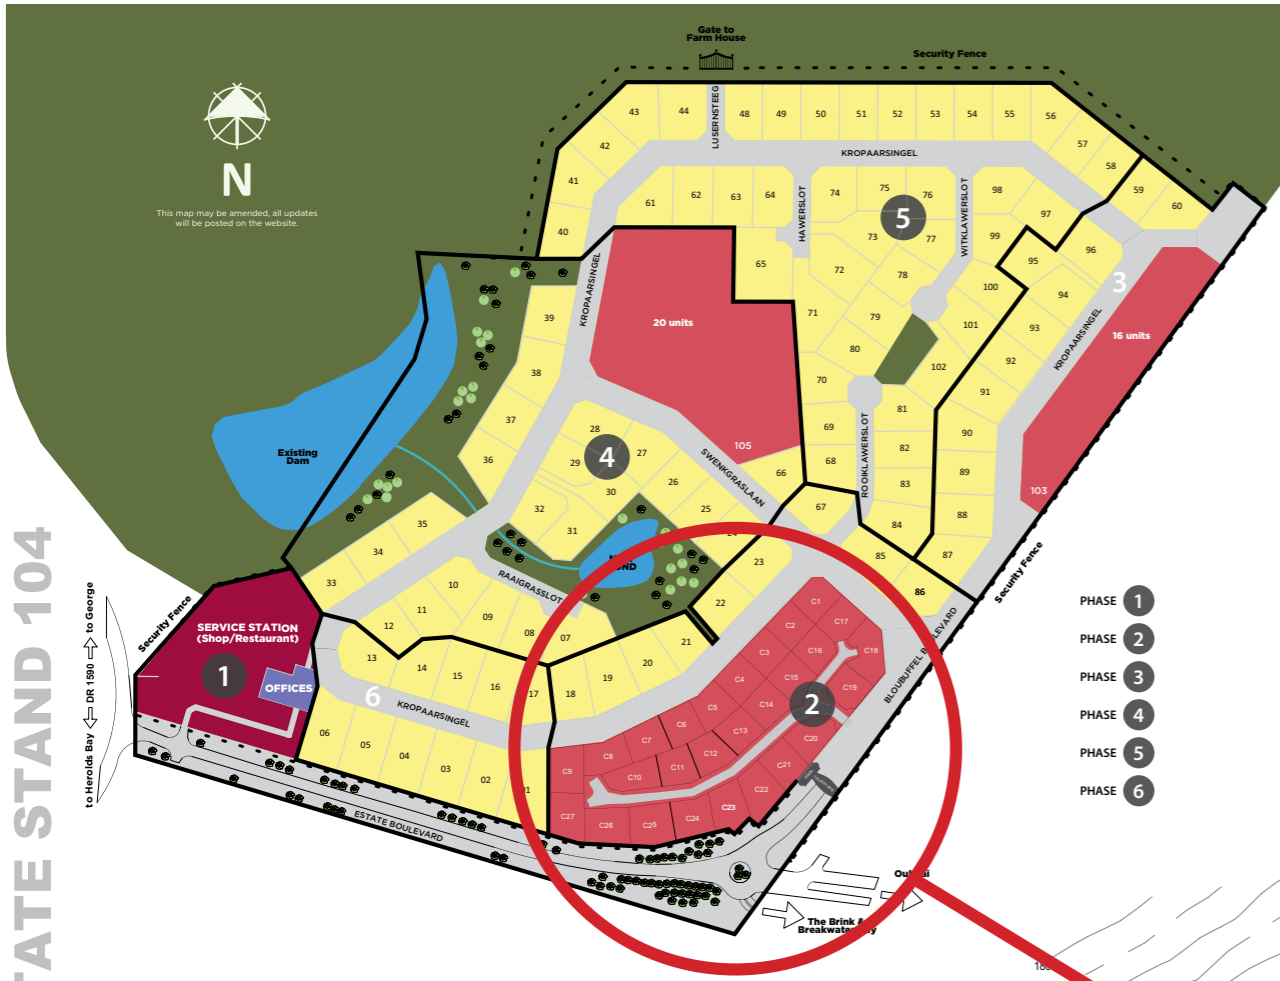 Gate to
Farm House
Security Fence
N
This map may be amended, all updates
will be posted on the website.
43
44
LUSERNSTEEG
48
49
50
51
52
53
54
55
56
57
58
59
60
42
41
40
KROPAARSINGEL
61
62
63
64
HAWERSLOT
74
75
76
5
73
77
WITKLAWERSLOT
98
97
99
96
95
94
3
93
92
91
90
89
88
87
KROPAARSINGEL
16 units
103
65
72
78
100
71
79
101
80
102
70
81
69
82
68
83
84
ROOIKLAWERSLOT
66
67
KROPAARSINGEL
20 units
105
SWENKGRASLAAN
39
38
37
36
35
34
33
28
4
27
29
30
26
32
31
25
24
23
22
21
20
19
18
Existing
Dam
RAAIGRASSLOT
10
11
12
09
08
07
13
14
15
16
17
6
KROPAARSINGEL
06
05
04
03
02
01
85
86
BLOUBUFFEL BOULEVARD
Security Fence
C1
C2
C17
C3
C16
C18
C4
C15
C19
C5
C14
2
C6
C13
C20
C7
C12
C21
C8
C11
C22
C9
C10
C23
C27
C26
C25
C24
Security Fence
SERVICE STATION
(Shop/Restaurant)
1
OFFICES
to Herolds Bay
DR 1590
to George
ESTATE BOULEVARD
The Brink &
PHASE 1
PHASE 2
PHASE 3
PHASE 4
PHASE 5
PHASE 6
STAND 104